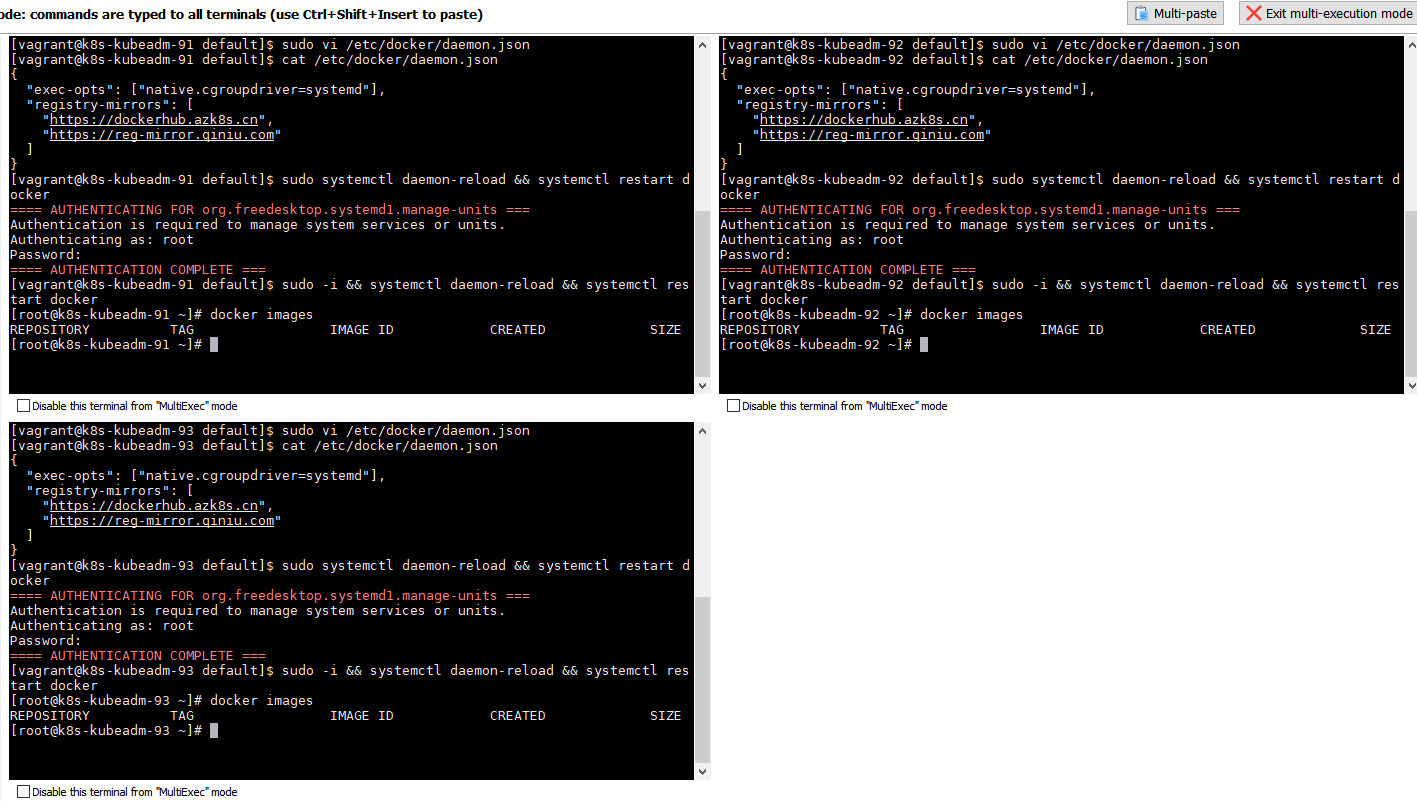 ode: commands are typed to all terminals (use Ctrl+Shift+Insert to paste)
Multi-paste
Exit multi-execution mode
[vagrant@k8s-kubeadm-91 default]$ sudo vi /etc/docker/daemon.json
[vagrant@k8s-kubeadm-91 default]$ cat /etc/docker/daemon.json
{
  "exec-opts": ["native.cgroupdriver=systemd"],
  "registry-mirrors": [
    "https://dockerhub.azk8s.cn",
    "https://reg-mirror.qiniu.com"
  ]
}
[vagrant@k8s-kubeadm-91 default]$ sudo systemctl daemon-reload && systemctl restart d
ocker
==== AUTHENTICATING FOR org.freedesktop.systemd1.manage-units ===
Authentication is required to manage system services or units.
Authenticating as: root
Password:
==== AUTHENTICATION COMPLETE ===
[vagrant@k8s-kubeadm-91 default]$ sudo -i && systemctl daemon-reload && systemctl res
tart docker
[root@k8s-kubeadm-91 ~]# docker images
REPOSITORY          TAG                 IMAGE ID            CREATED             SIZE
[root@k8s-kubeadm-91 ~]#
Disable this terminal from "MultiExec" mode
[vagrant@k8s-kubeadm-92 default]$ sudo vi /etc/docker/daemon.json
[vagrant@k8s-kubeadm-92 default]$ cat /etc/docker/daemon.json
{
  "exec-opts": ["native.cgroupdriver=systemd"],
  "registry-mirrors": [
    "https://dockerhub.azk8s.cn",
    "https://reg-mirror.qiniu.com"
  ]
}
[vagrant@k8s-kubeadm-92 default]$ sudo systemctl daemon-reload && systemctl restart d
ocker
==== AUTHENTICATING FOR org.freedesktop.systemd1.manage-units ===
Authentication is required to manage system services or units.
Authenticating as: root
Password:
==== AUTHENTICATION COMPLETE ===
[vagrant@k8s-kubeadm-92 default]$ sudo -i && systemctl daemon-reload && systemctl res
tart docker
[root@k8s-kubeadm-92 ~]# docker images
REPOSITORY          TAG                 IMAGE ID            CREATED             SIZE
[root@k8s-kubeadm-92 ~]#
Disable this terminal from "MultiExec" mode
[vagrant@k8s-kubeadm-93 default]$ sudo vi /etc/docker/daemon.json
[vagrant@k8s-kubeadm-93 default]$ cat /etc/docker/daemon.json
{
  "exec-opts": ["native.cgroupdriver=systemd"],
  "registry-mirrors": [
    "https://dockerhub.azk8s.cn",
    "https://reg-mirror.qiniu.com"
  ]
}
[vagrant@k8s-kubeadm-93 default]$ sudo systemctl daemon-reload && systemctl restart d
ocker
==== AUTHENTICATING FOR org.freedesktop.systemd1.manage-units ===
Authentication is required to manage system services or units.
Authenticating as: root
Password:
==== AUTHENTICATION COMPLETE ===
[vagrant@k8s-kubeadm-93 default]$ sudo -i && systemctl daemon-reload && systemctl res
tart docker
[root@k8s-kubeadm-93 ~]# docker images
REPOSITORY          TAG                 IMAGE ID            CREATED             SIZE
[root@k8s-kubeadm-93 ~]#
Disable this terminal from "MultiExec" mode